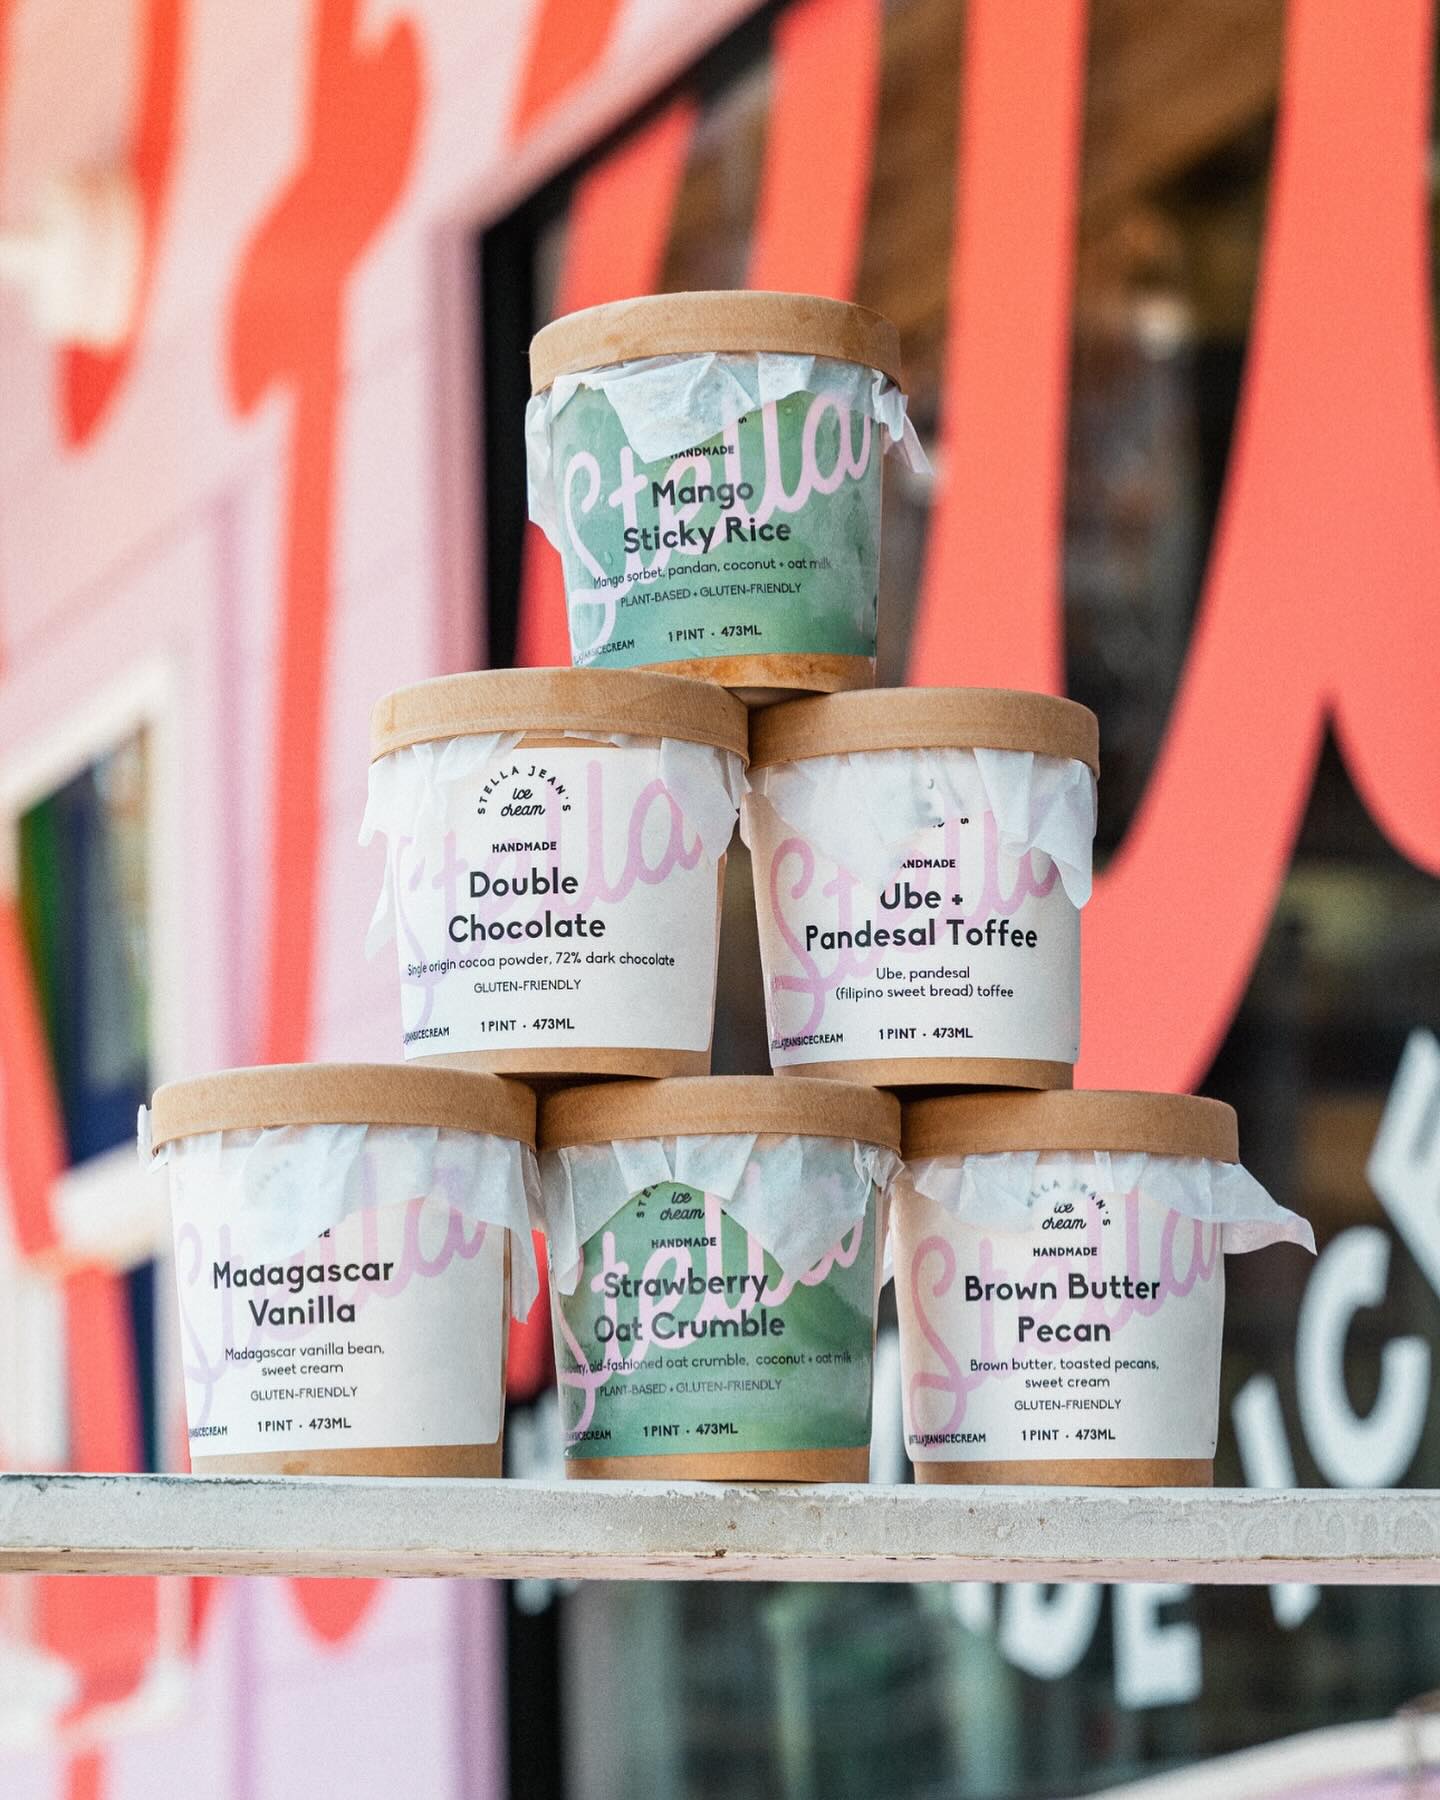 Stella
HANDMADE
Mango
Sticky Rice
Mango sorbet, pandan, coconut + oat milk
PLANT-BASED + GLUTEN-FRIENDLY
1 PINT · 473ML
STELLA JEAN'S
ice
cream
Stella
HANDMADE
Double
Chocolate
Single origin cocoa powder, 72% dark chocolate
GLUTEN-FRIENDLY
1 PINT · 473ML
Stella
Ube +
Pandesal Toffee
Ube, pandesal
(filipino sweet bread) toffee
1 PINT · 473ML
@STELLAJEANSICECREAM
Stella
Madagascar
Vanilla
Madagascar vanilla bean,
sweet cream
GLUTEN-FRIENDLY
1 PINT · 473ML
ice
cream
Stella
HANDMADE
Strawberry
Oat Crumble
old-fashioned oat crumble, coconut + oat milk
PLANT-BASED + GLUTEN-FRIENDLY
1 PINT · 473ML
JEAN'S
ice
cream
Stella
HANDMADE
Brown Butter
Pecan
Brown butter, toasted pecans,
sweet cream
GLUTEN-FRIENDLY
1 PINT · 473ML
@STELLAJEANSICECREAM